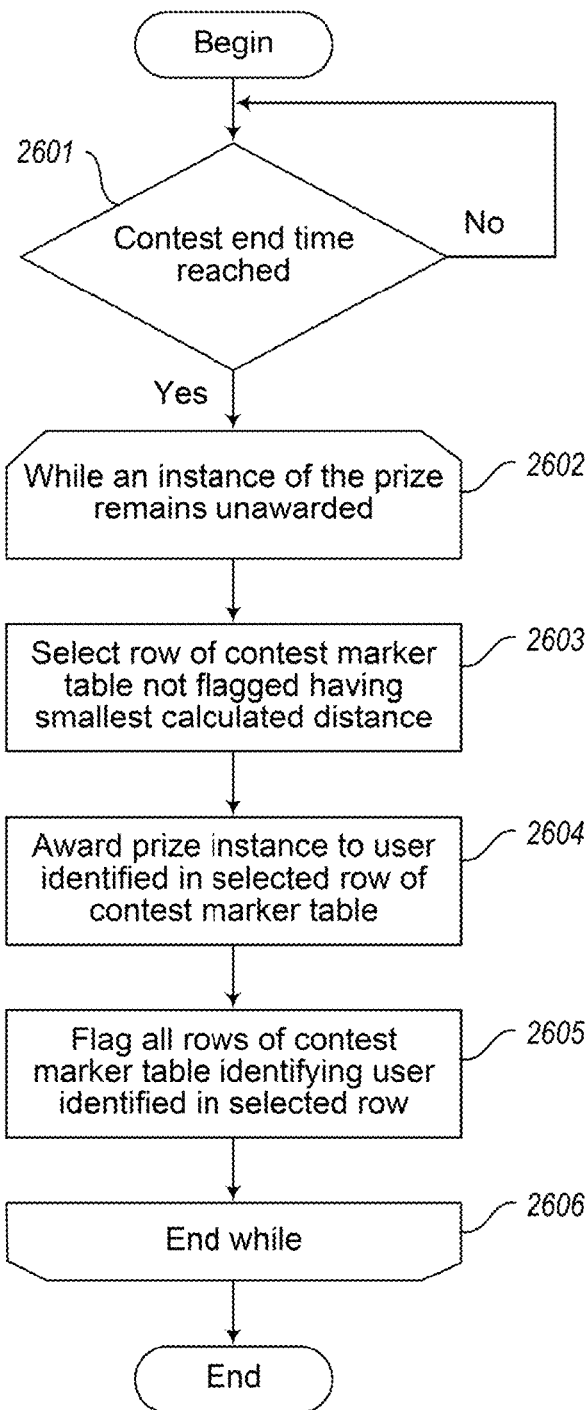 Begin
2601
Contest end time
reached
No
Yes
While an instance of the prize
remains unawarded
2602
Select row of contest marker
table not flagged having
smallest calculated distance
2603
Award prize instance to user
identified in selected row of
contest marker table
2604
Flag all rows of contest
marker table identifying user
identified in selected row
2605
End while
2606
End